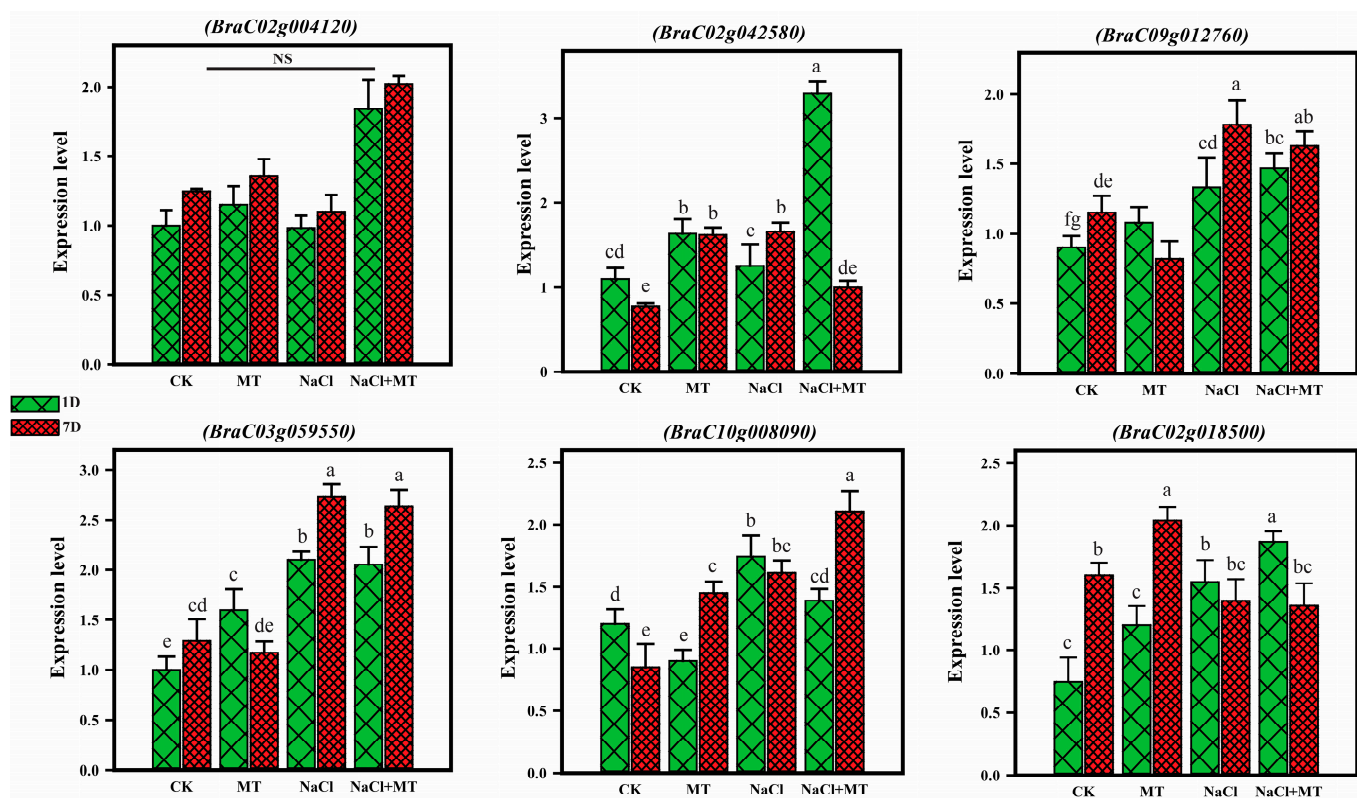 (BraC02g004120)
NS
Expression level
2.0
1.5
1.0
0.5
0.0
CK MT NaCl NaCl+MT
(BraC02g042580)
Expression level
3
2
1
0
a
b b b
c
cd
e
de
CK MT NaCl NaCl+MT
(BraC09g012760)
Expression level
2.0
1.5
1.0
0.5
0.0
a
ab
cd
bc
de
fg
CK MT NaCl NaCl+MT
1D
7D
(BraC03g059550)
Expression level
3.0
2.5
2.0
1.5
1.0
0.5
0.0
a a
b b
c
cd
de
e
CK MT NaCl NaCl+MT
(BraC10g008090)
Expression level
2.5
2.0
1.5
1.0
0.5
0.0
a
b
bc
c
cd
d
e e
CK MT NaCl NaCl+MT
(BraC02g018500)
Expression level
2.5
2.0
1.5
1.0
0.5
0.0
a
a
b b
bc bc
c
c
CK MT NaCl NaCl+MT